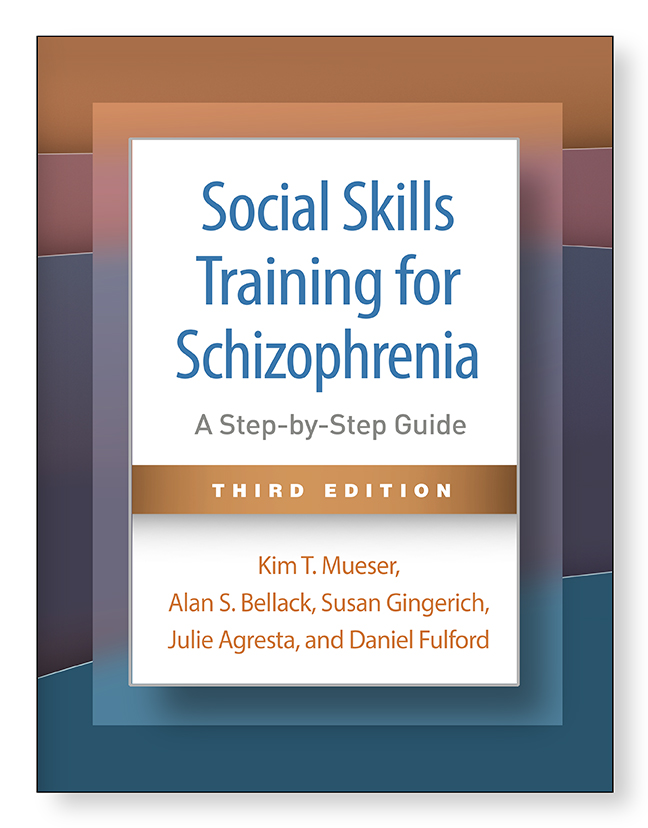 Social Skills
Training for
Schizophrenia
A Step-by-Step Guide
THIRD EDITION
Kim T. Mueser,
Alan S. Bellack, Susan Gingerich,
Julie Agresta, and Daniel Fulford